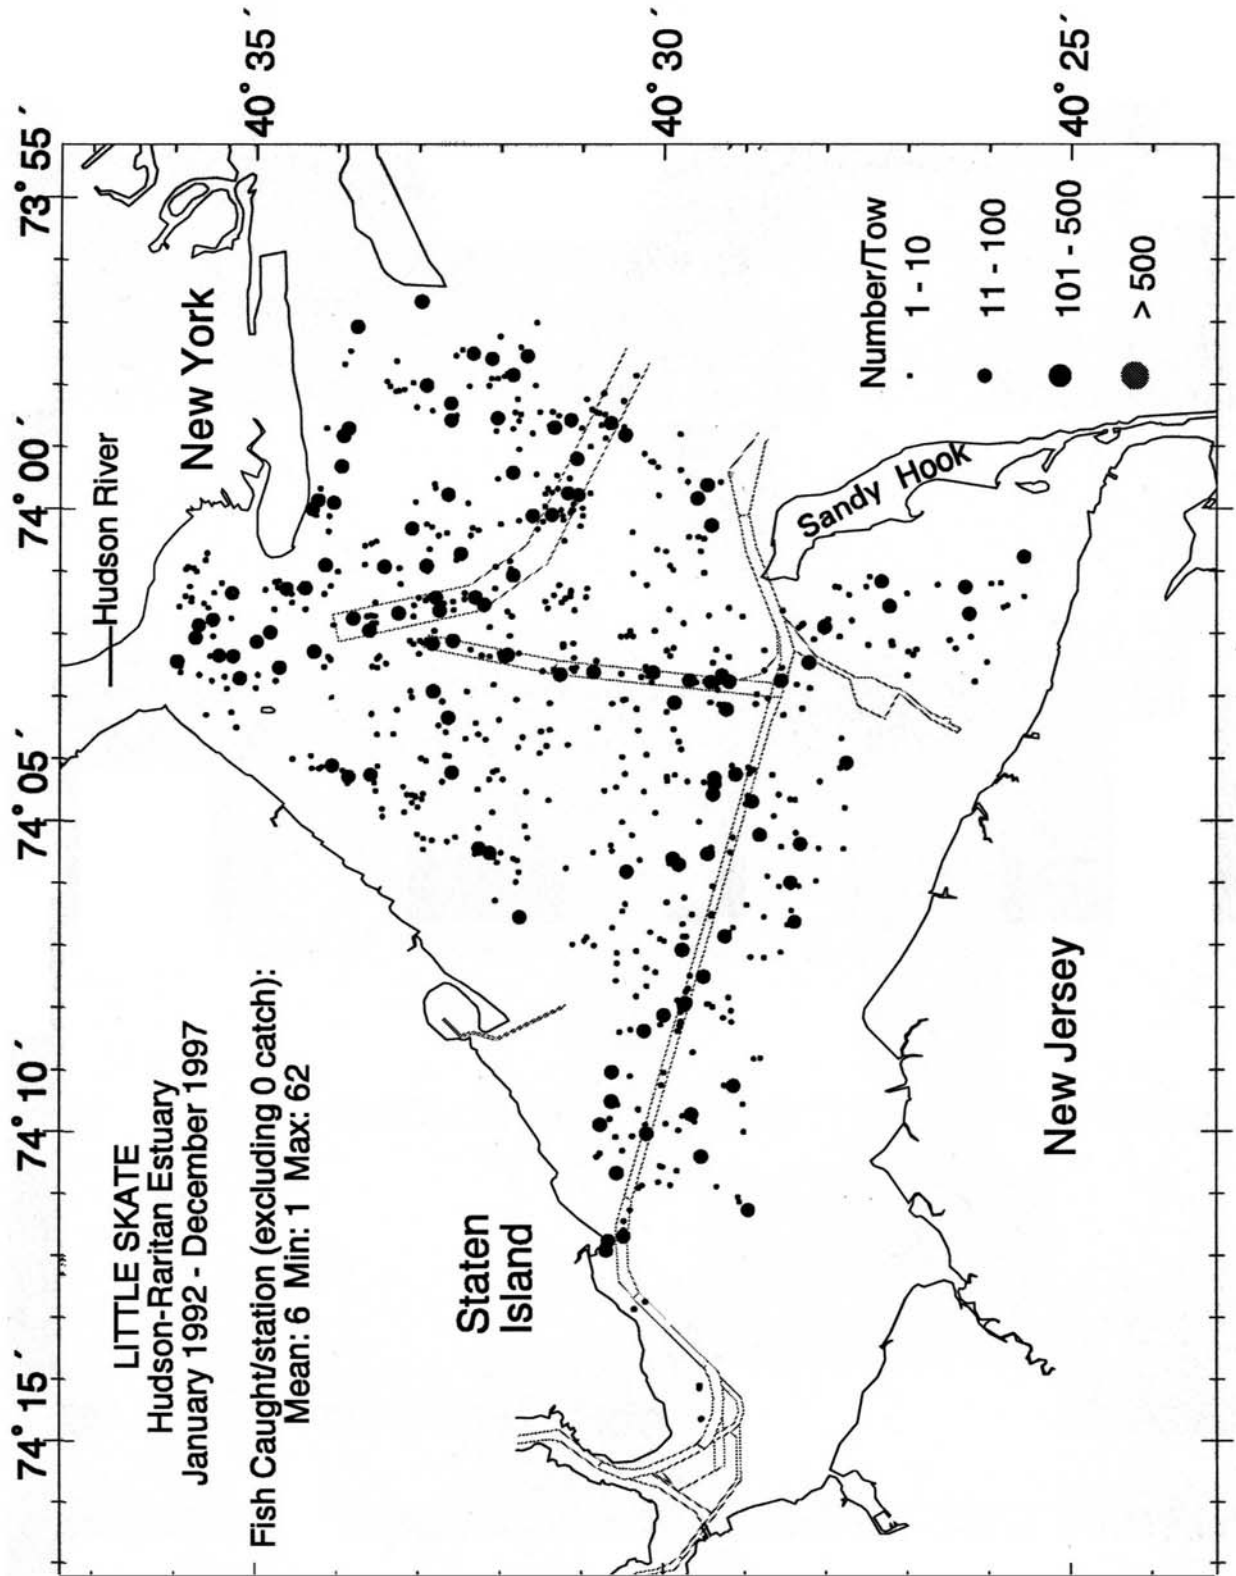 LITTLE SKATE
Hudson-Raritan Estuary
January 1992 - December 1997
Fish Caught/station (excluding 0 catch):
Mean: 6 Min: 1 Max: 62
74° 15´
74° 10´
74° 05´
74° 00´
73° 55´
40° 35´
40° 30´
40° 25´
Hudson River
New York
Staten
Island
Sandy Hook
New Jersey
Number/Tow
1 - 10
11 - 100
101 - 500
> 500